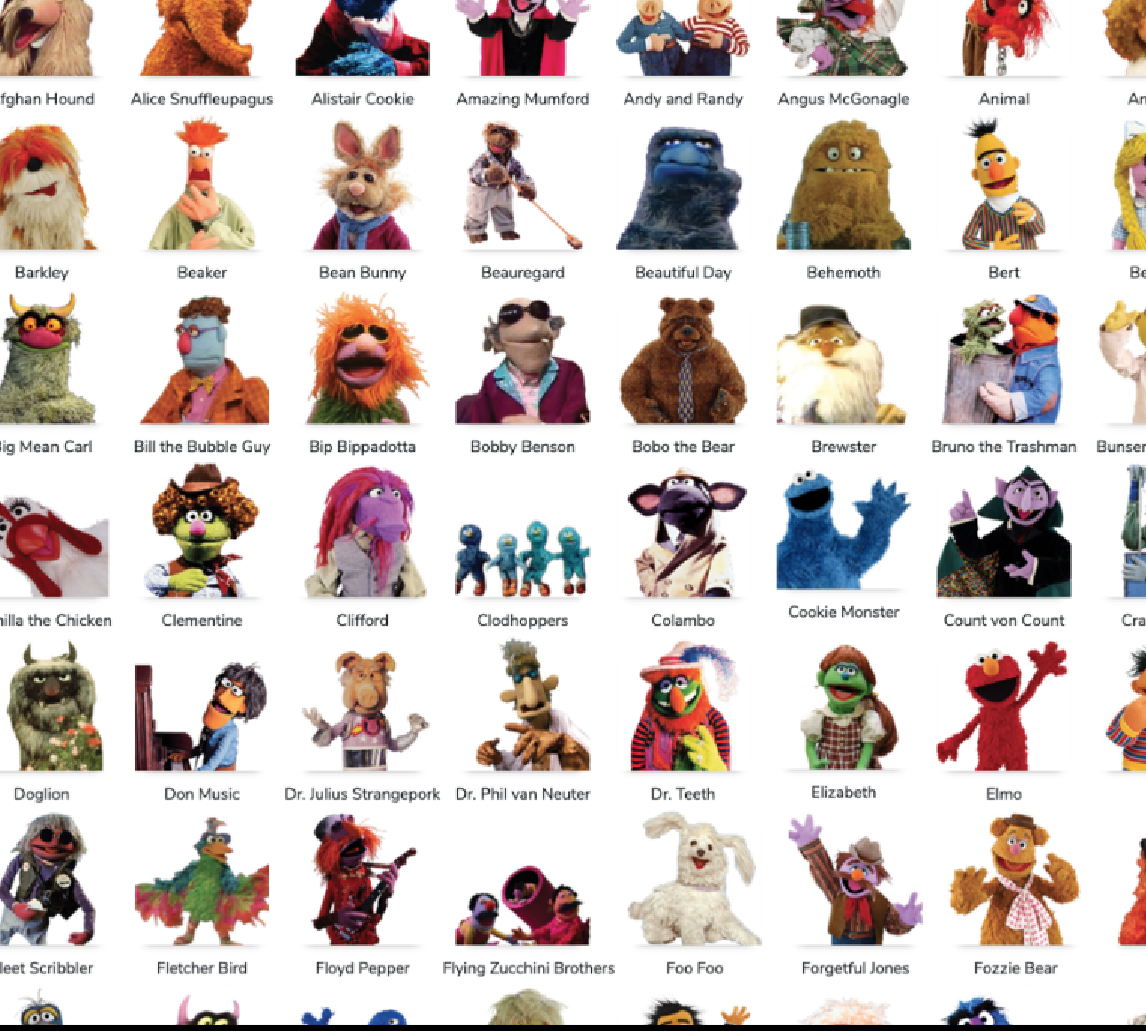 fghan Hound Alice Snuffleupagus Alistair Cookie Amazing Mumford Andy and Randy Angus McGonagle Animal An
Barkley Beaker Bean Bunny Beauregard Beautiful Day Behemoth Bert Be
Big Mean Carl Bill the Bubble Guy Bip Bippadotta Bobby Benson Bobo the Bear Brewster Bruno the Trashman Bunser
illa the Chicken Clementine Clifford Clodhoppers Colambo Cookie Monster Count von Count Cra
Doglion Don Music Dr. Julius Strangepork Dr. Phil van Neuter Dr. Teeth Elizabeth Elmo
leet Scribbler Fletcher Bird Floyd Pepper Flying Zucchini Brothers Foo Foo Forgetful Jones Fozzie Bear